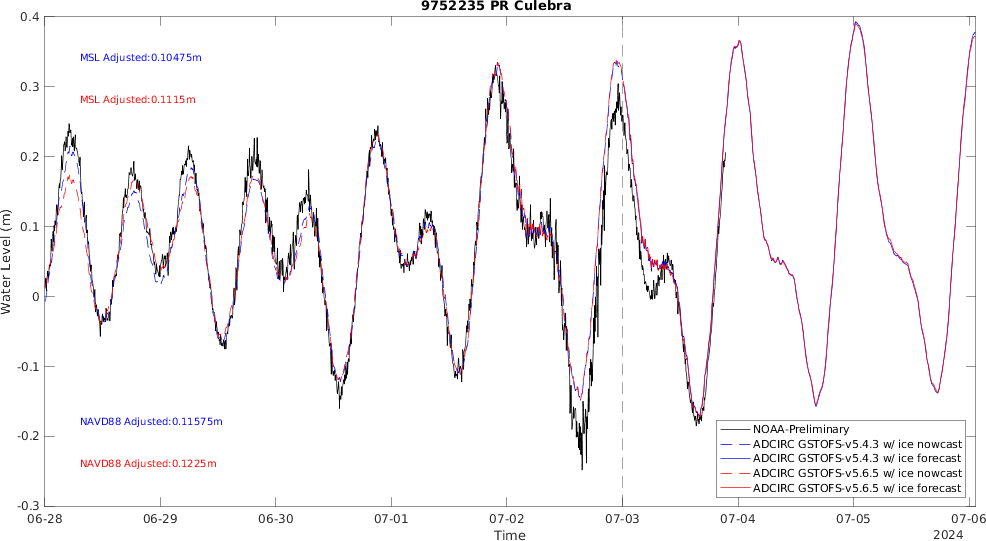 9752235 PR Culebra
0.4
MSL Adjusted:0.10475m
0.3
MSL Adjusted:0.1115m
0.2
Water Level (m)
0.1
0
-0.1
NAVD88 Adjusted:0.11575m
-0.2
NAVD88 Adjusted:0.1225m
-0.3
NOAA-Preliminary
ADCIRC GSTOFS-v5.4.3 w/ ice nowcast
ADCIRC GSTOFS-v5.4.3 w/ ice forecast
ADCIRC GSTOFS-v5.6.5 w/ ice nowcast
ADCIRC GSTOFS-v5.6.5 w/ ice forecast
06-28 06-29 06-30 07-01 07-02 07-03 07-04 07-05 07-06
Time
2024